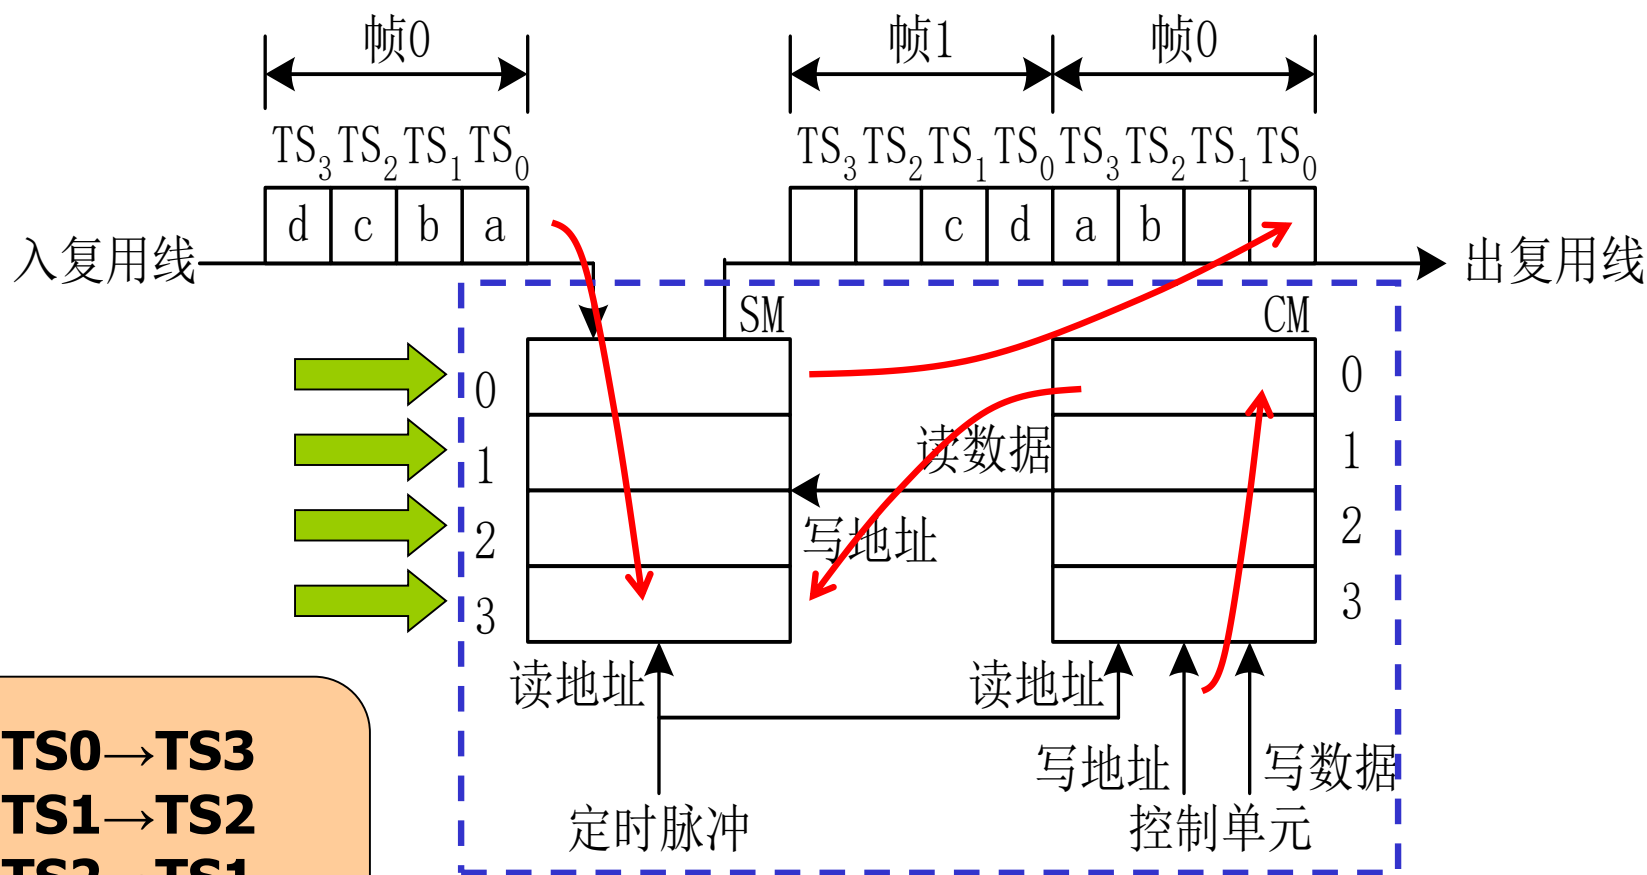 帧0 帧1 帧0
TS3 TS2 TS1 TS0 TS3 TS2 TS1 TS0 TS3 TS2 TS1 TS0
d c b a c d a b
入复用线 出复用线
SM CM
0 0
1 读数据 1
2 写地址 2
3 3
读地址 读地址
TS0→TS3
TS1→TS2
写地址 写数据
定时脉冲 控制单元
TS2→TS1